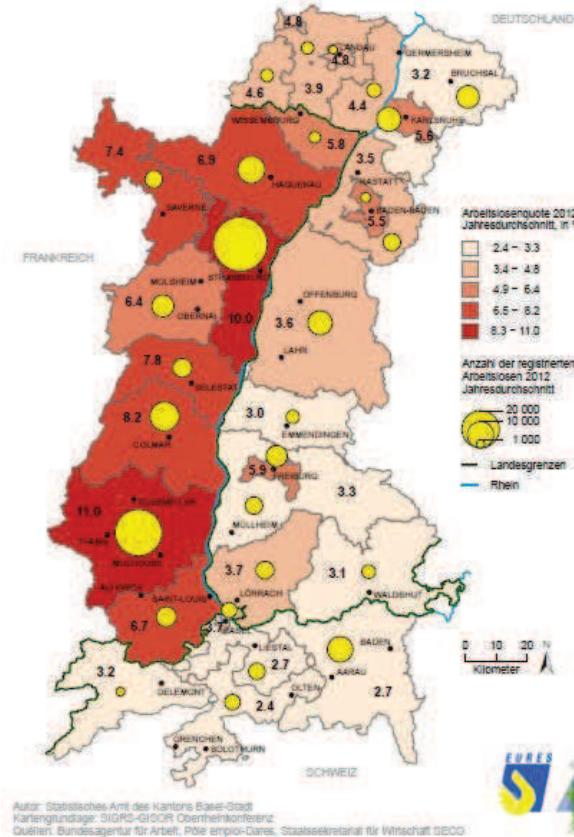 4.8
DEUTSCHLAND
LANDAU
4.8
GERMERSHEIM
3.2
BRUCHSAL
4.6
3.9
4.4
WISSEMBOURG
KARLSRUHE
5.6
5.8
7.4
6.9
3.5
HAGUENAU
RASTATT
SAVERNE
BADEN-BADEN
5.5
Arbeitslosenquote 2012
Jahresdurchschnitt, in %
2.4 – 3.3
3.4 – 4.8
4.9 – 6.4
6.5 – 8.2
8.3 – 11.0
FRANKREICH
STRASBOURG
MOLSHEIM
6.4
OBERNAI
10.0
OFFENBURG
3.6
LAHR
7.8
SELESTAT
Anzahl der registrierten
Arbeitslosen 2012
Jahresdurchschnitt
20 000
10 000
1 000
8.2
COLMAR
3.0
EMMENDINGEN
Landesgrenzen
Rhein
5.9
FREIBURG
3.3
11.0
MÜLLHEIM
THANN
MULHOUSE
3.7
3.1
ALTKIRCH
SAINT-LOUIS
LÖRRACH
WALDSHUT
6.7
3.7
BASEL
LIESTAL
BADEN
2.7
AARAU
3.2
DELEMONT
OLTEN
2.4
2.7
0 5 10 20
Kilometer
N
GRENCHEN
SOLOTHURN
SCHWEIZ
EURES
Autor: Statistisches Amt des Kantons Basel-Stadt
Kartengrundlage: SIGRS-GISOR Oberrheinkonferenz
Quellen: Bundesagentur für Arbeit, Pôle emploi-Dares, Staatssekretariat für Wirtschaft SECO